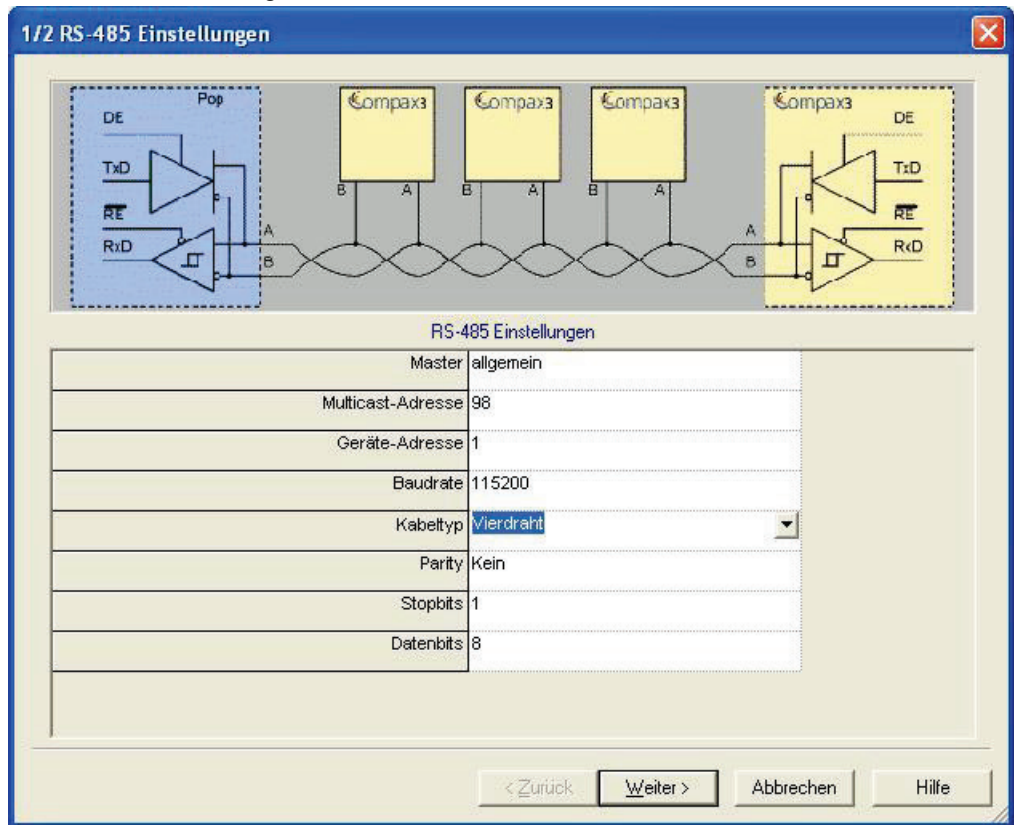 1/2 RS-485 Einstellungen
Pop
DE
TxD
RE
RxD
A
B
Compax3
B A
Compax3
B A
Compax3
B A
Compax3
DE
TxD
RE
RxD
A
B
RS-485 Einstellungen
Master allgemein
Multicast-Adresse 98
Geräte-Adresse 1
Baudrate 115200
Kabeltyp Vierdraht
Parity Kein
Stopbits 1
Datenbits 8
< Zurück Weiter > Abbrechen Hilfe